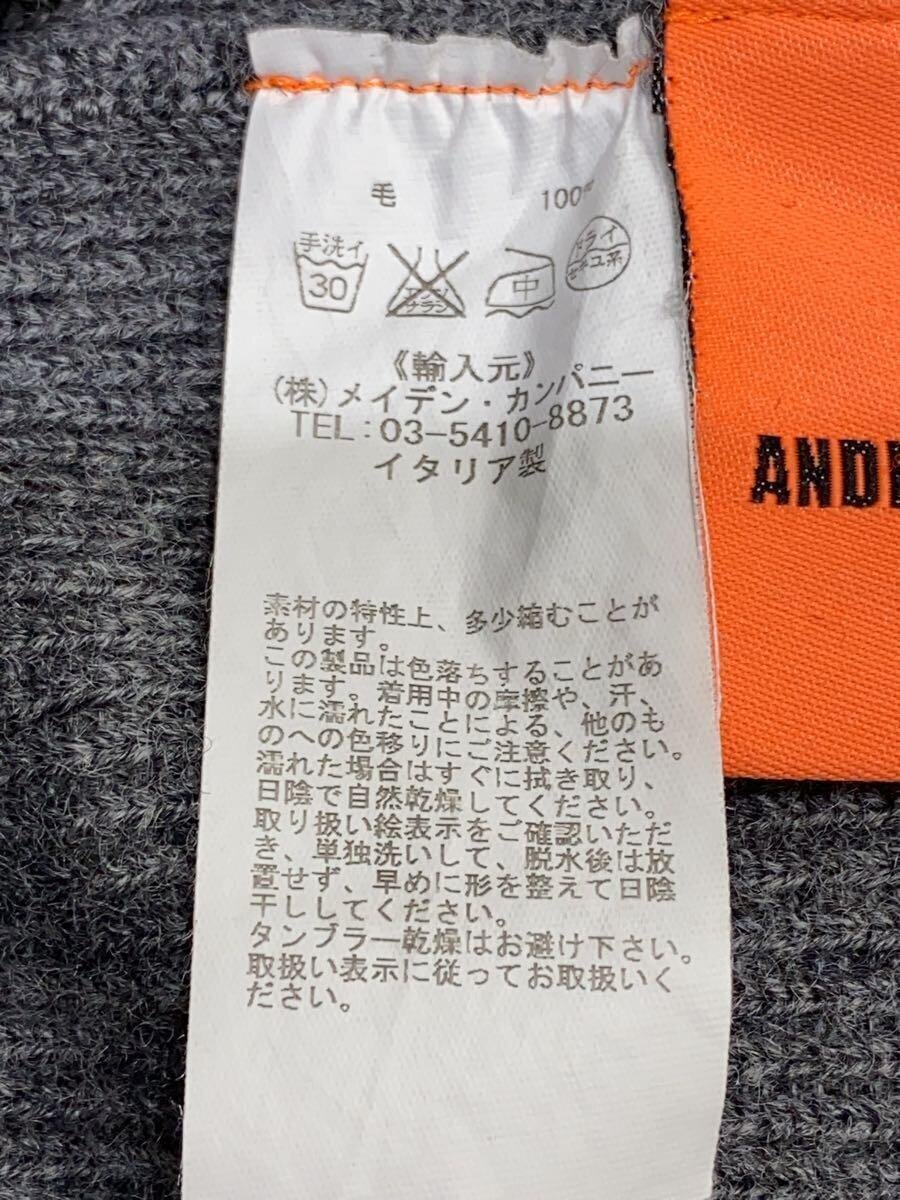 毛 100%
手洗イ
30
エンソ
サラシ
中
ドライ
セキユ系
《輸入元》
(株)メイデン・カンパニー
TEL:03-5410-8873
イタリア製
素材の特性上、多少縮むことが
あります。
この製品は色落ちすることがあ
ります。着用中の摩擦や、汗、
水に濡れたことによる、他のも
のへの色移りにご注意ください。
濡れた場合はすぐに拭き取り、
日陰で自然乾燥してください。
取り扱い絵表示をご確認いただ
き、単独洗いして、脱水後は放
置せず、早めに形を整えて日陰
干ししてください。
タンブラー乾燥はお避け下さい。
取扱い表示に従ってお取扱いく
ださい。